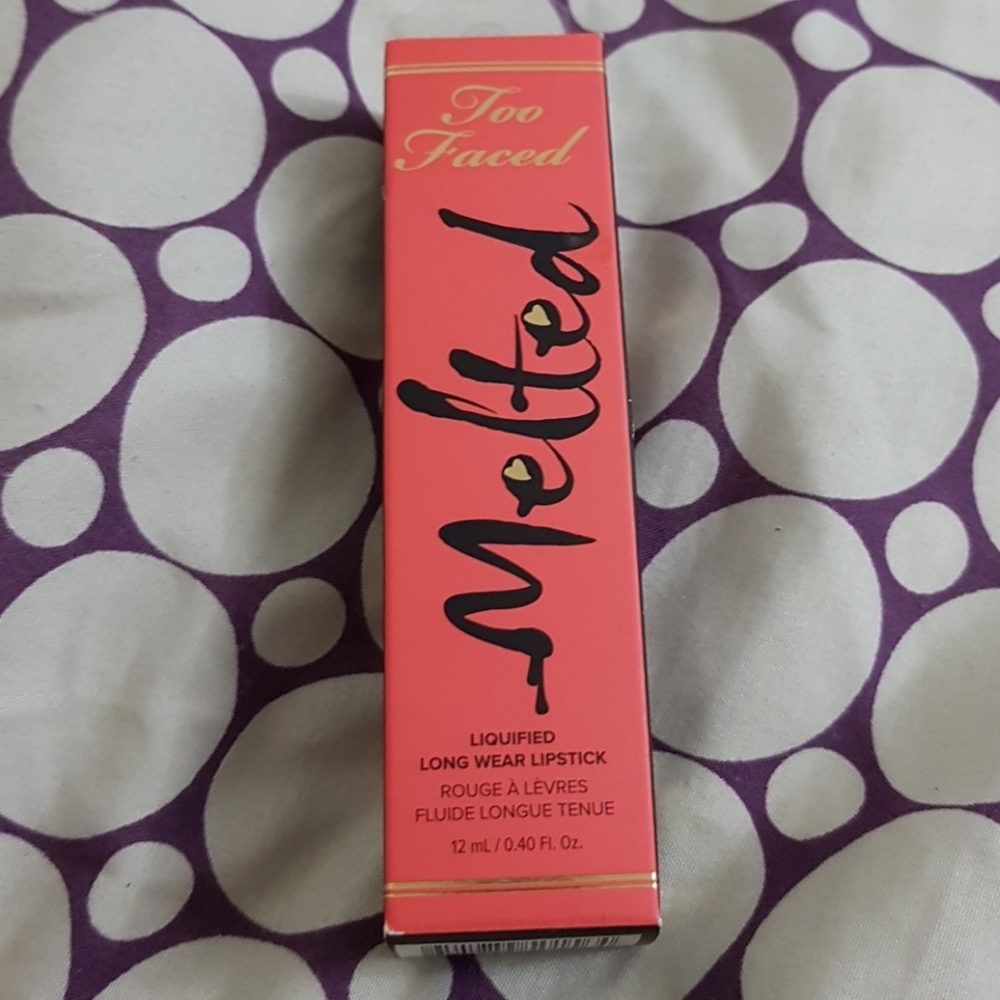 Too
Faced
Melted
LIQUIFIED
LONG WEAR LIPSTICK
ROUGE À LÈVRES
FLUIDE LONGUE TENUE
12 mL / 0.40 Fl. Oz.